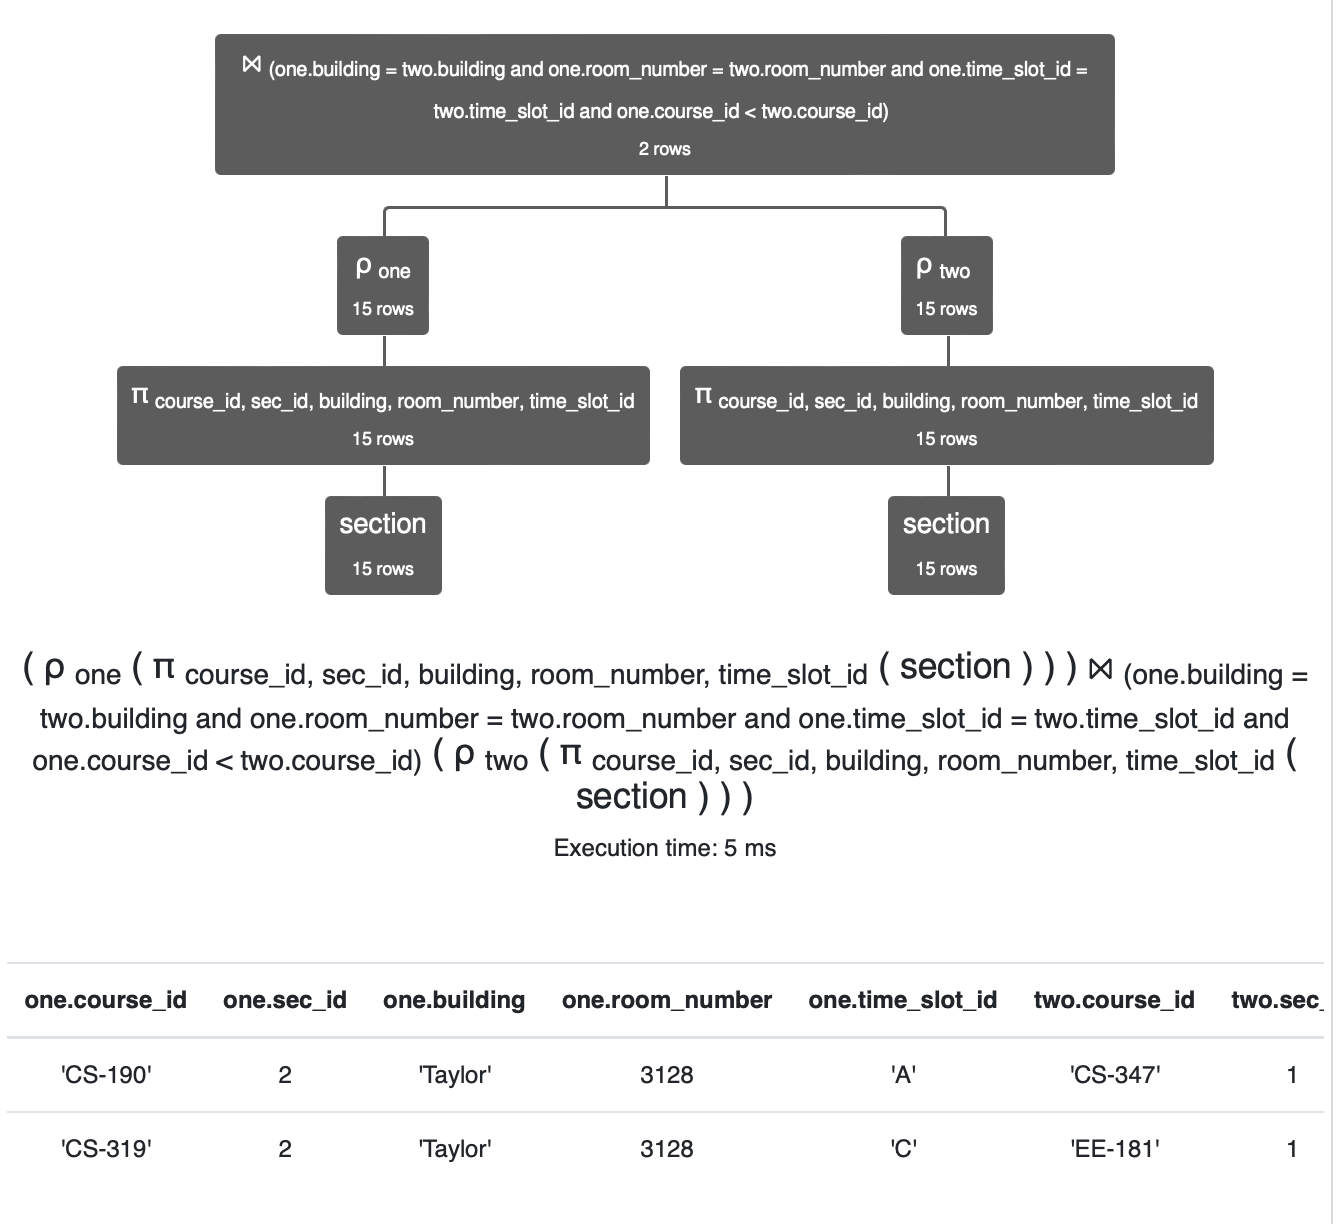 ⋈ (one.building = two.building and one.room_number = two.room_number and one.time_slot_id =
two.time_slot_id and one.course_id < two.course_id)
2 rows
ρ one
15 rows
ρ two
15 rows
π course_id, sec_id, building, room_number, time_slot_id
15 rows
π course_id, sec_id, building, room_number, time_slot_id
15 rows
section
15 rows
section
15 rows
( ρ one ( π course_id, sec_id, building, room_number, time_slot_id ( section ) ) ) ⋈ (one.building =
two.building and one.room_number = two.room_number and one.time_slot_id = two.time_slot_id and
one.course_id < two.course_id) ( ρ two ( π course_id, sec_id, building, room_number, time_slot_id (
section ) ) )
Execution time: 5 ms
one.course_id one.sec_id one.building one.room_number one.time_slot_id two.course_id two.sec_
'CS-190' 2 'Taylor' 3128 'A' 'CS-347' 1
'CS-319' 2 'Taylor' 3128 'C' 'EE-181' 1